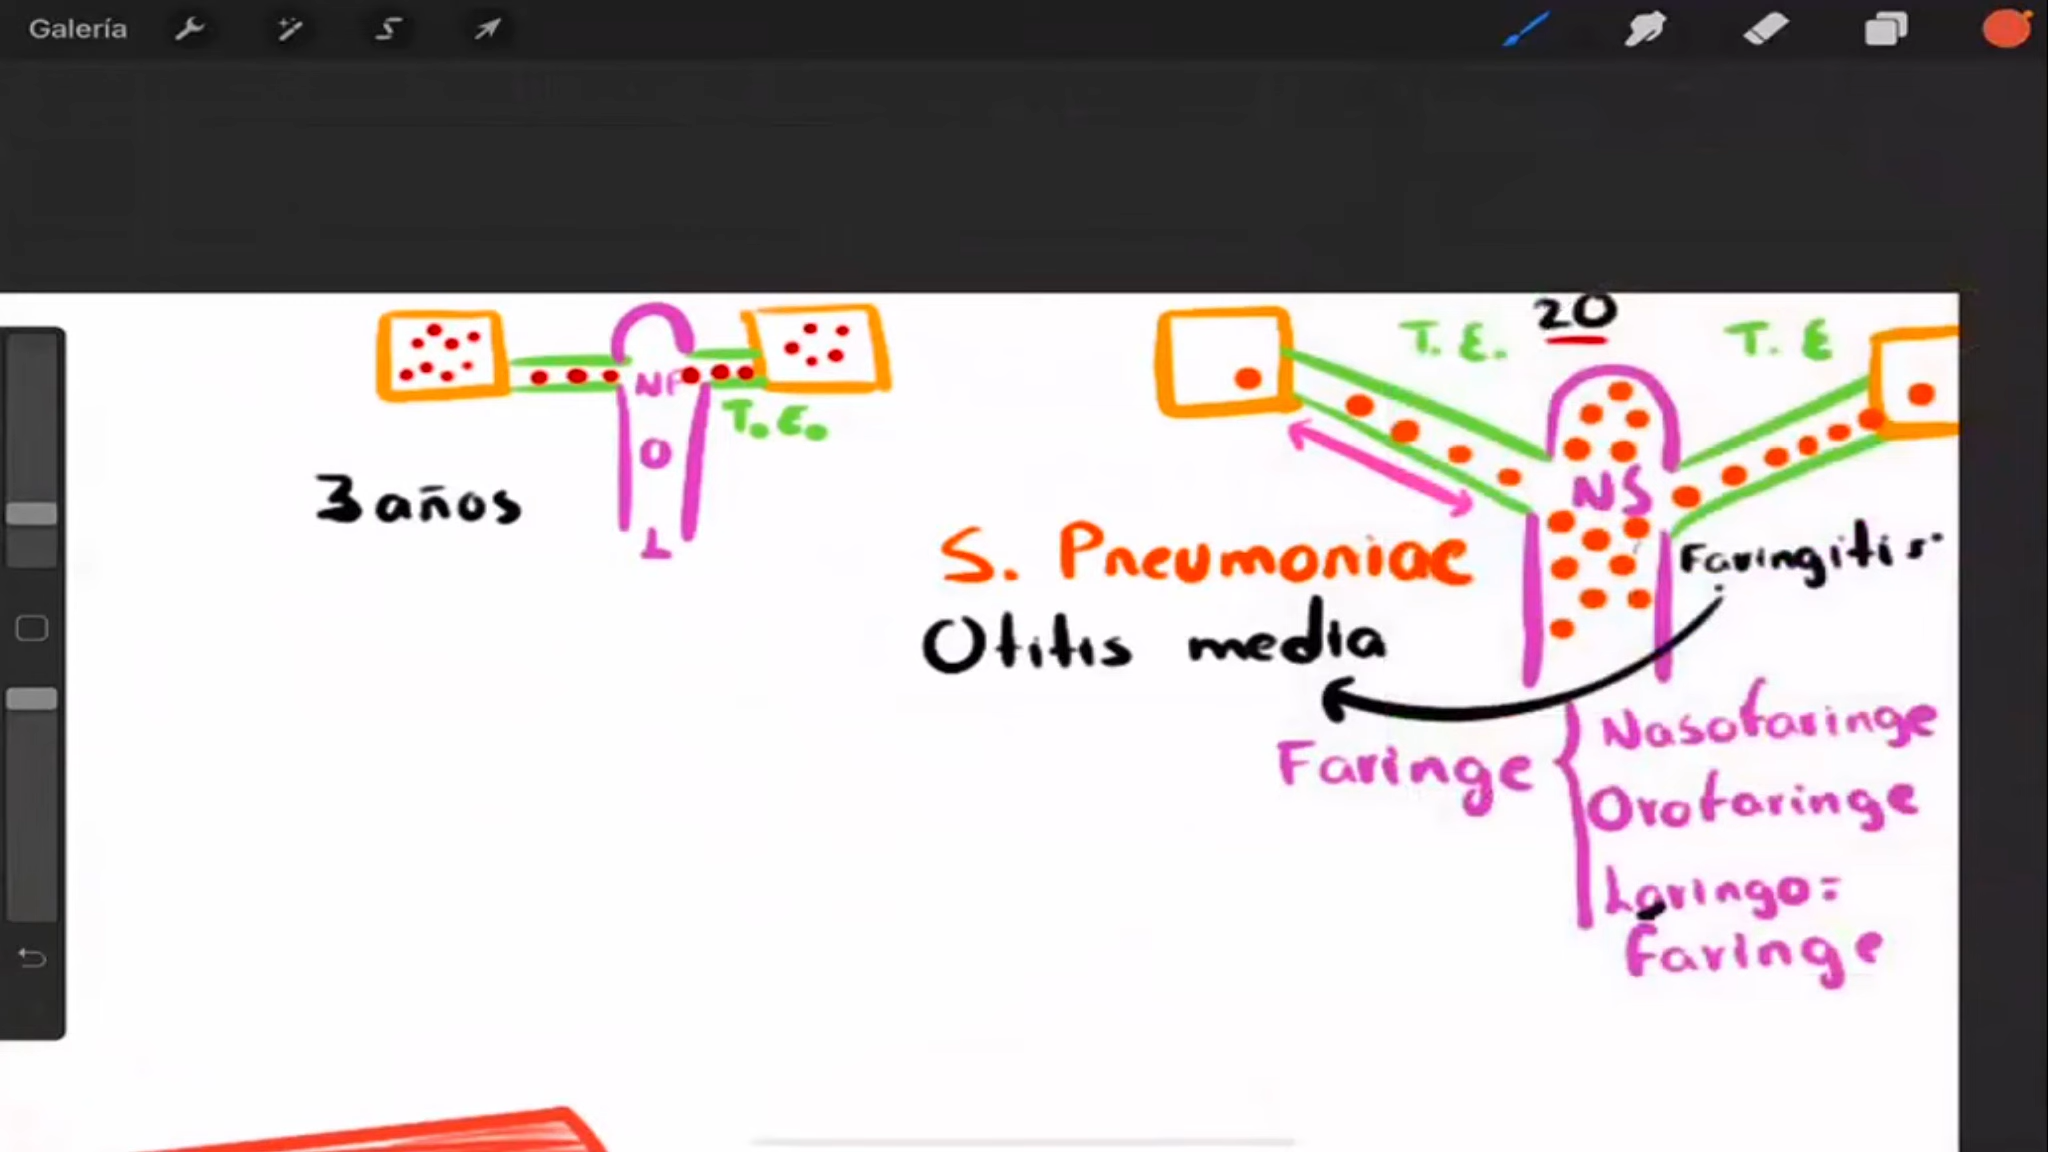 Galería
20
T. E.
T. E
NF
T. E.
O
L
3 años
NS
S. Pneumoniae
Faringitis
Otitis media
Faringe
Nasofaringe
Orofaringe
Laringo=
faringe